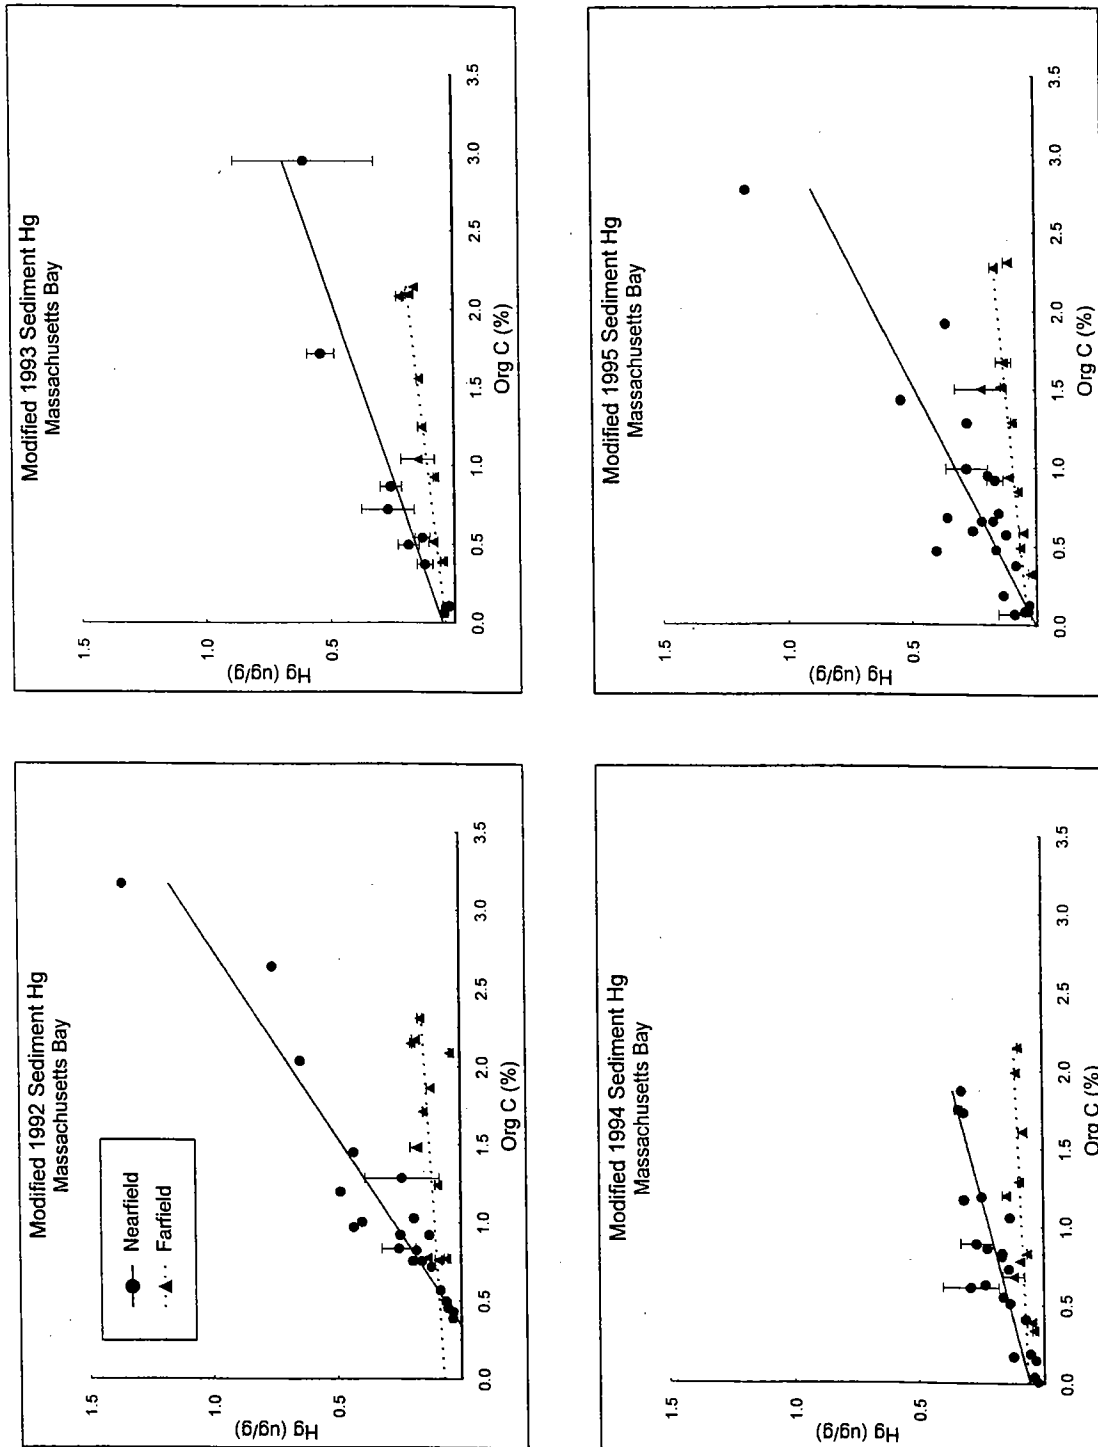 Modified 1992 Sediment Hg
Massachusetts Bay
Nearfield
Farfield
Hg (ug/g)
1.5
1.0
0.5
0.0
0.5
1.0
1.5
2.0
2.5
3.0
3.5
Org C (%)
Modified 1993 Sediment Hg
Massachusetts Bay
Hg (ug/g)
1.5
1.0
0.5
0.0
0.5
1.0
1.5
2.0
2.5
3.0
3.5
Org C (%)
Modified 1994 Sediment Hg
Massachusetts Bay
Hg (ug/g)
1.5
1.0
0.5
0.0
0.5
1.0
1.5
2.0
2.5
3.0
3.5
Org C (%)
Modified 1995 Sediment Hg
Massachusetts Bay
Hg (ug/g)
1.5
1.0
0.5
0.0
0.5
1.0
1.5
2.0
2.5
3.0
3.5
Org C (%)